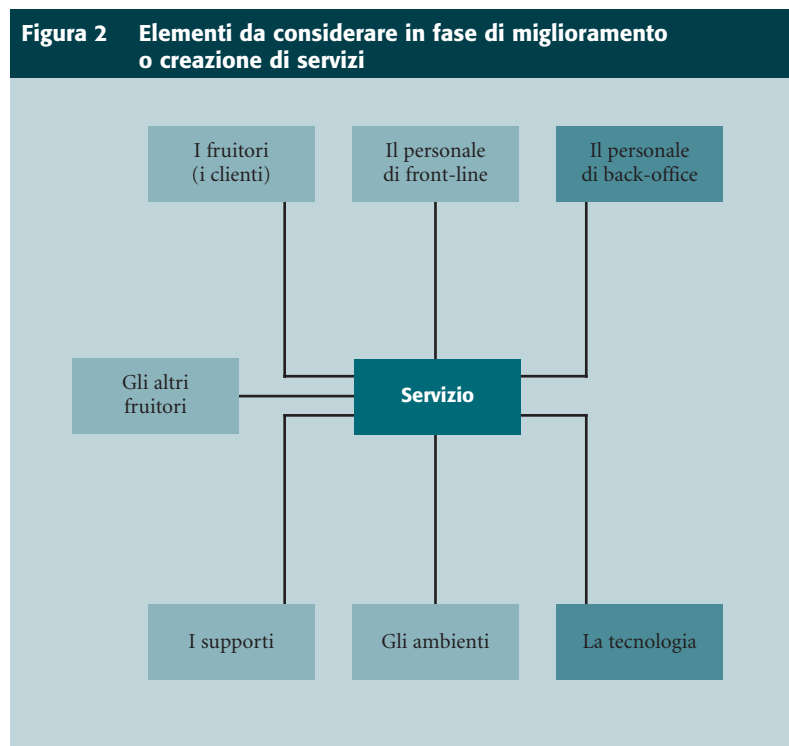 Figura 2 Elementi da considerare in fase di miglioramento
o creazione di servizi
I fruitori
(i clienti)
Il personale
di front-line
Il personale
di back-office
Gli altri
fruitori
Servizio
I supporti
Gli ambienti
La tecnologia